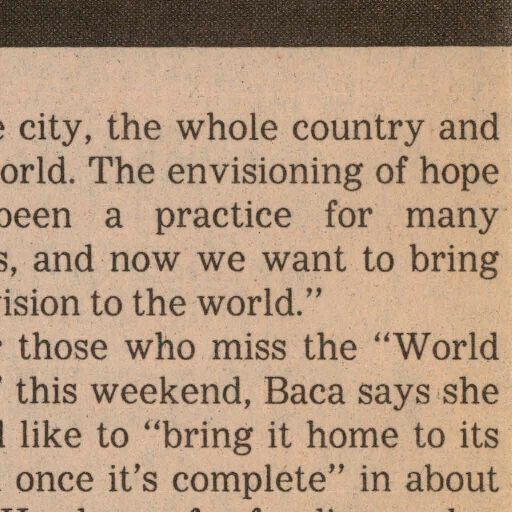 city, the whole country and
orld. The envisioning of hope
been a practice for many
s, and now we want to bring
ision to the world.”
those who miss the “World
this weekend, Baca says she
like to “bring it home to its
once it’s complete” in about